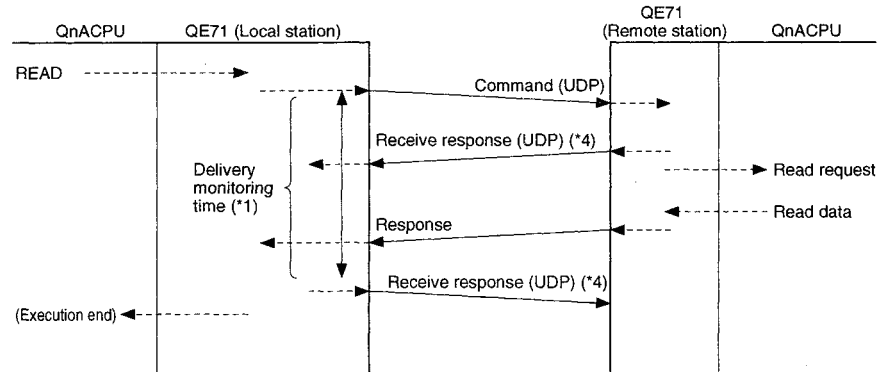 QnACPU
QE71 (Local station)
QE71
(Remote station)
QnACPU
READ
Command (UDP)
Receive response (UDP) (*4)
Delivery
monitoring
time (*1)
Read request
Read data
Response
Receive response (UDP) (*4)
(Execution end)